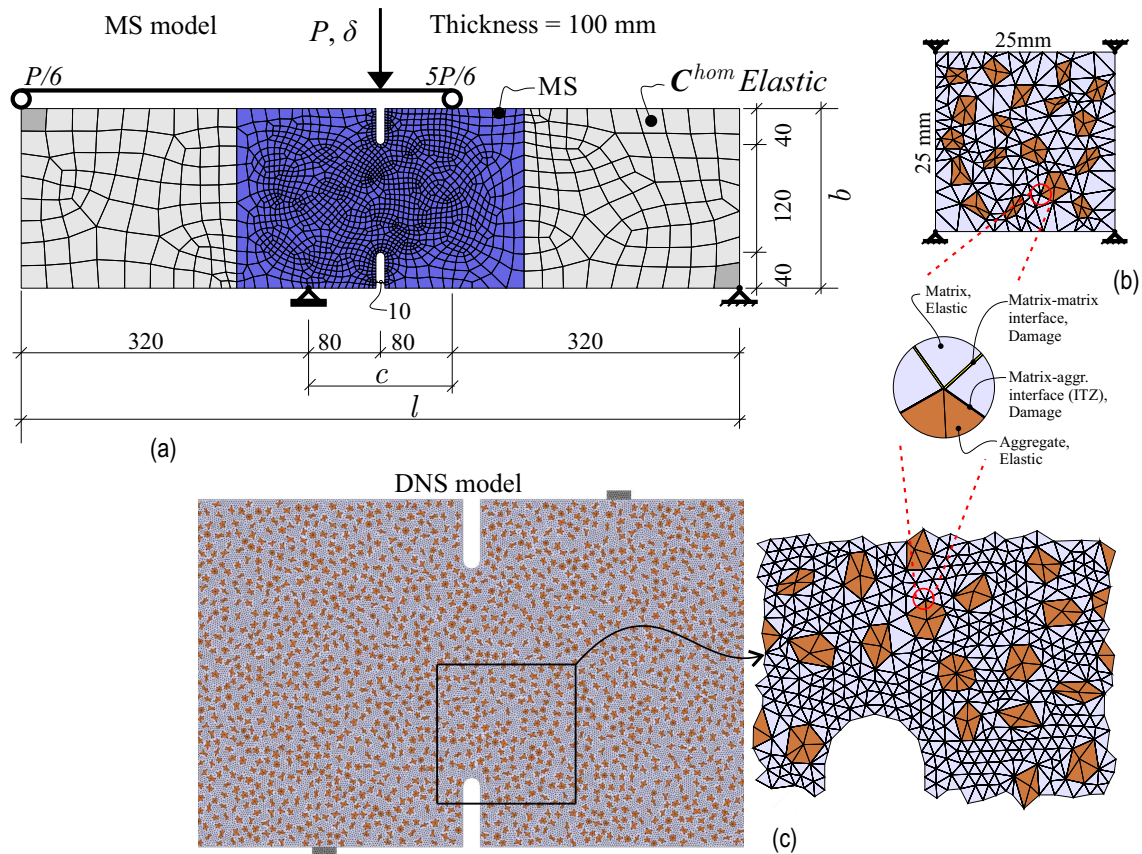 MS model
P, δ
Thickness = 100 mm
P/6
5P/6
MS
C^hom Elastic
40
120
40
b
10
320
80
80
320
c
l
(a)
25mm
25 mm
(b)
Matrix,
Elastic
Matrix-matrix
interface,
Damage
Matrix-aggr.
interface (ITZ),
Damage
Aggregate,
Elastic
DNS model
(c)